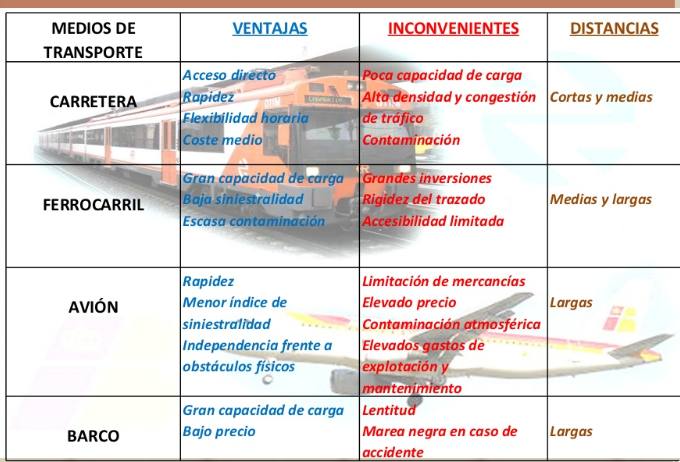 MEDIOS DE TRANSPORTE VENTAJAS INCONVENIENTES DISTANCIAS
CARRETERA
Acceso directo
Rapidez
Flexibilidad horaria
Coste medio
Poca capacidad de carga
Alta densidad y congestión
de tráfico
Contaminación
Cortas y medias
FERROCARRIL
Gran capacidad de carga
Baja siniestralidad
Escasa contaminación
Grandes inversiones
Rigidez del trazado
Accesibilidad limitada
Medias y largas
AVIÓN
Rapidez
Menor índice de
siniestralidad
Independencia frente a
obstáculos físicos
Limitación de mercancías
Elevado precio
Contaminación atmosférica
Elevados gastos de
explotación y
mantenimiento
Largas
BARCO
Gran capacidad de carga
Bajo precio
Lentitud
Marea negra en caso de
accidente
Largas